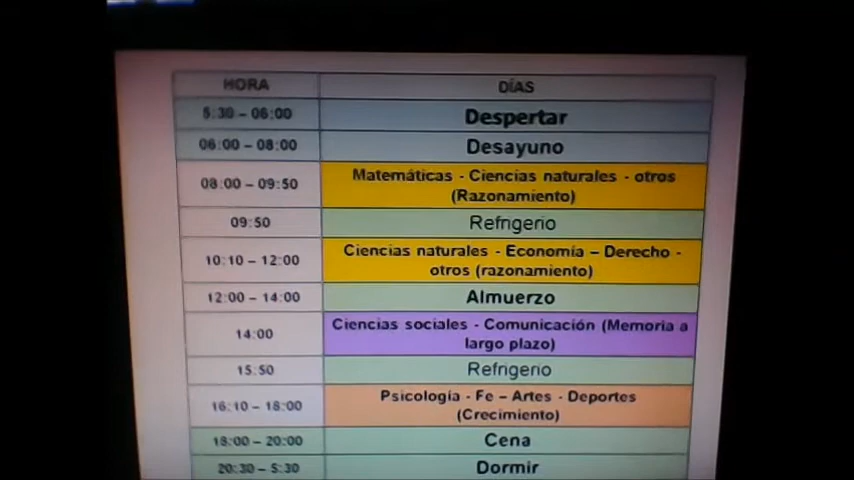 HORA DÍAS
5:30 – 06:00 Despertar
06:00 – 08:00 Desayuno
08:00 – 09:50 Matemáticas - Ciencias naturales - otros
(Razonamiento)
09:50 Refrigerio
10:10 – 12:00 Ciencias naturales - Economía – Derecho -
otros (razonamiento)
12:00 – 14:00 Almuerzo
14:00 Ciencias sociales - Comunicación (Memoria a
largo plazo)
15:50 Refrigerio
16:10 – 18:00 Psicología - Fe – Artes - Deportes
(Crecimiento)
18:00 – 20:00 Cena
20:30 – 5:30 Dormir